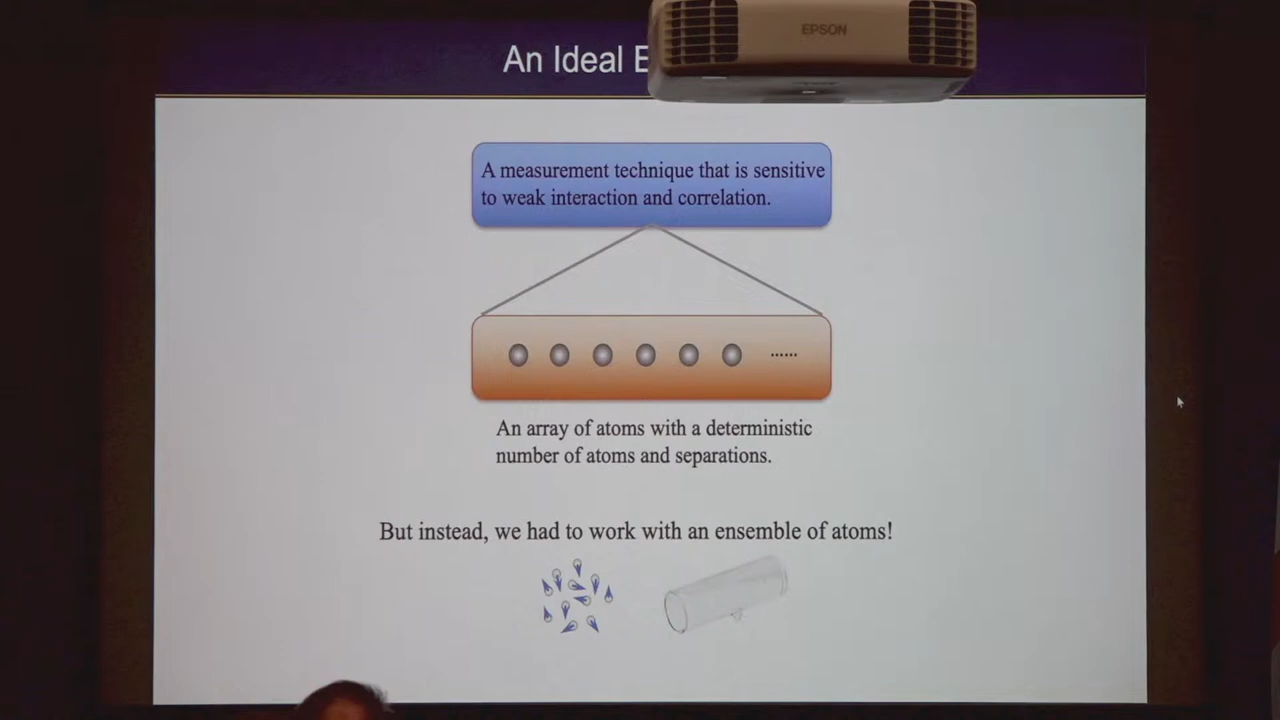 EPSON
An Ideal E
A measurement technique that is sensitive
to weak interaction and correlation.
......
An array of atoms with a deterministic
number of atoms and separations.
But instead, we had to work with an ensemble of atoms!